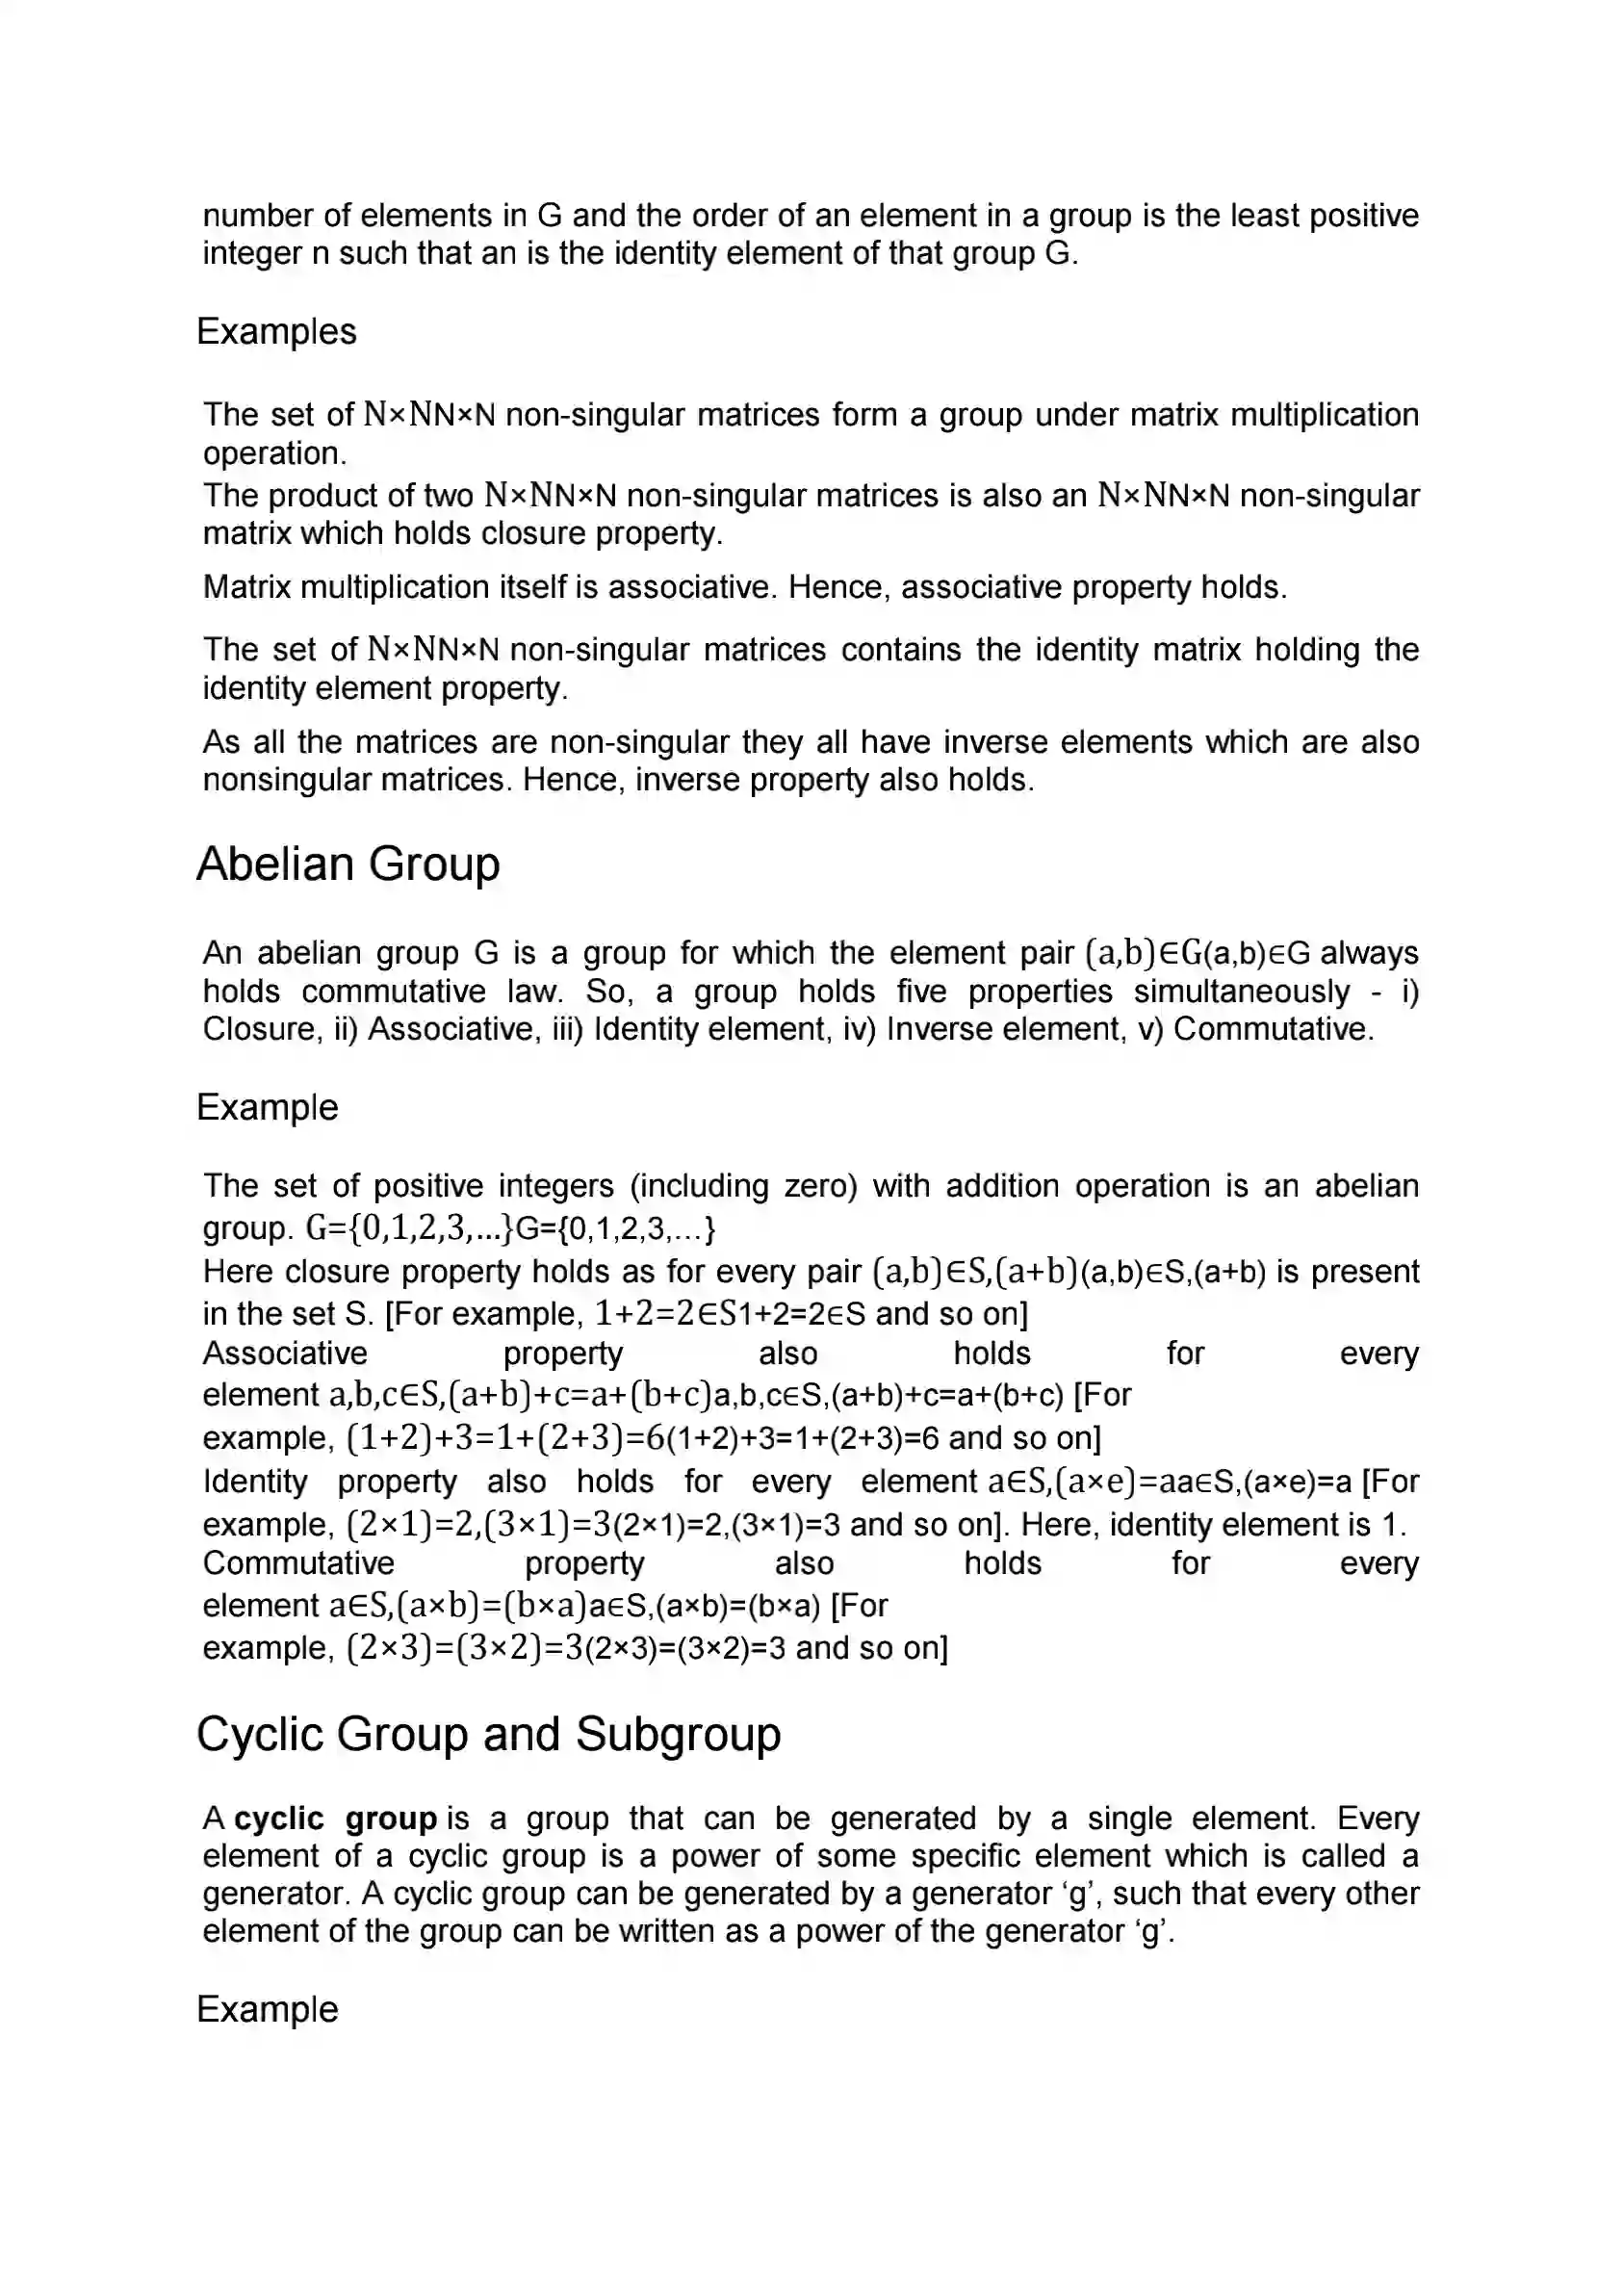 number of elements in G and the order of an element in a group is the least positive
integer n such that an is the identity element of that group G.
Examples
The set of N×NN×N non-singular matrices form a group under matrix multiplication
operation.
The product of two N×NN×N non-singular matrices is also an N×NN×N non-singular
matrix which holds closure property.
Matrix multiplication itself is associative. Hence, associative property holds.
The set of N×NN×N non-singular matrices contains the identity matrix holding the
identity element property.
As all the matrices are non-singular they all have inverse elements which are also
nonsingular matrices. Hence, inverse property also holds.
Abelian Group
An abelian group G is a group for which the element pair (a,b)∈G(a,b)∈G always
holds commutative law. So, a group holds five properties simultaneously - i)
Closure, ii) Associative, iii) Identity element, iv) Inverse element, v) Commutative.
Example
The set of positive integers (including zero) with addition operation is an abelian
group. G={0,1,2,3,…}G={0,1,2,3,…}
Here closure property holds as for every pair (a,b)∈S,(a+b)(a,b)∈S,(a+b) is present
in the set S. [For example, 1+2=2∈S1+2=2∈S and so on]
Associative property also holds for every
element a,b,c∈S,(a+b)+c=a+(b+c)a,b,c∈S,(a+b)+c=a+(b+c) [For
example, (1+2)+3=1+(2+3)=6(1+2)+3=1+(2+3)=6 and so on]
Identity property also holds for every element a∈S,(a×e)=aa∈S,(a×e)=a [For
example, (2×1)=2,(3×1)=3(2×1)=2,(3×1)=3 and so on]. Here, identity element is 1.
Commutative property also holds for every
element a∈S,(a×b)=(b×a)a∈S,(a×b)=(b×a) [For
example, (2×3)=(3×2)=3(2×3)=(3×2)=3 and so on]
Cyclic Group and Subgroup
A cyclic group is a group that can be generated by a single element. Every
element of a cyclic group is a power of some specific element which is called a
generator. A cyclic group can be generated by a generator ‘g’, such that every other
element of the group can be written as a power of the generator ‘g’.
Example